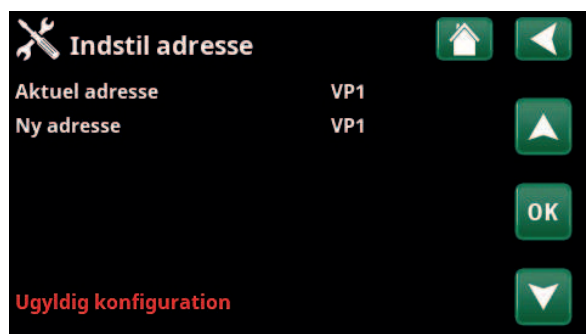 Indstil adresse
Aktuel adresse VP1
Ny adresse VP1
OK
Ugyldig konfiguration